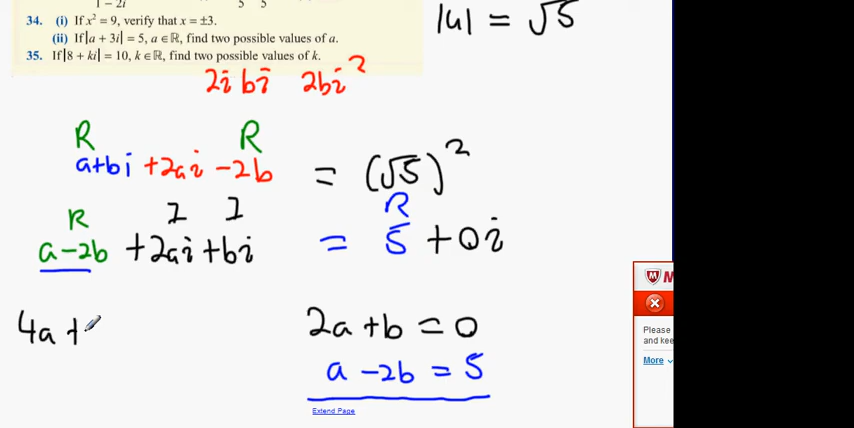 1 − 2i 5 5
34. (i) If x² = 9, verify that x = ±3.
(ii) If |a + 3i| = 5, a ∈ ℝ, find two possible values of a.
35. If |8 + ki| = 10, k ∈ ℝ, find two possible values of k.
|u| = √5
2i bi 2bi²
R R
a+bi +2ai −2b = (√5)²
R I I R
a−2b +2ai +bi = 5 + 0i
4a +
2a + b = 0
a − 2b = 5
Extend Page
M
Please
and kee
More